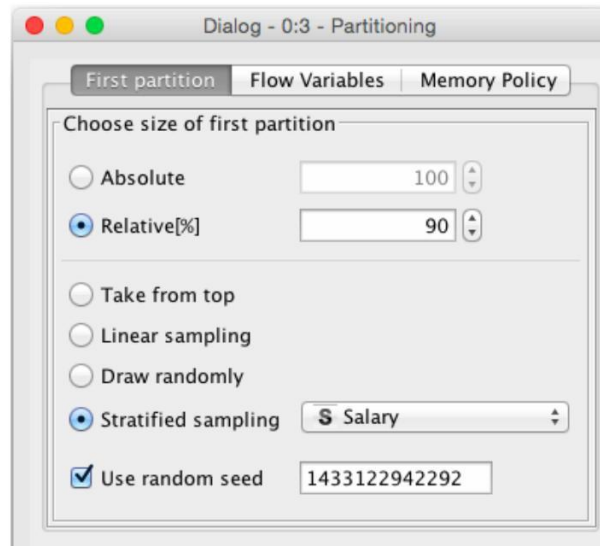 Dialog - 0:3 - Partitioning
First partition Flow Variables Memory Policy
Choose size of first partition
Absolute 100
Relative[%] 90
Take from top
Linear sampling
Draw randomly
Stratified sampling S Salary
Use random seed 1433122942292